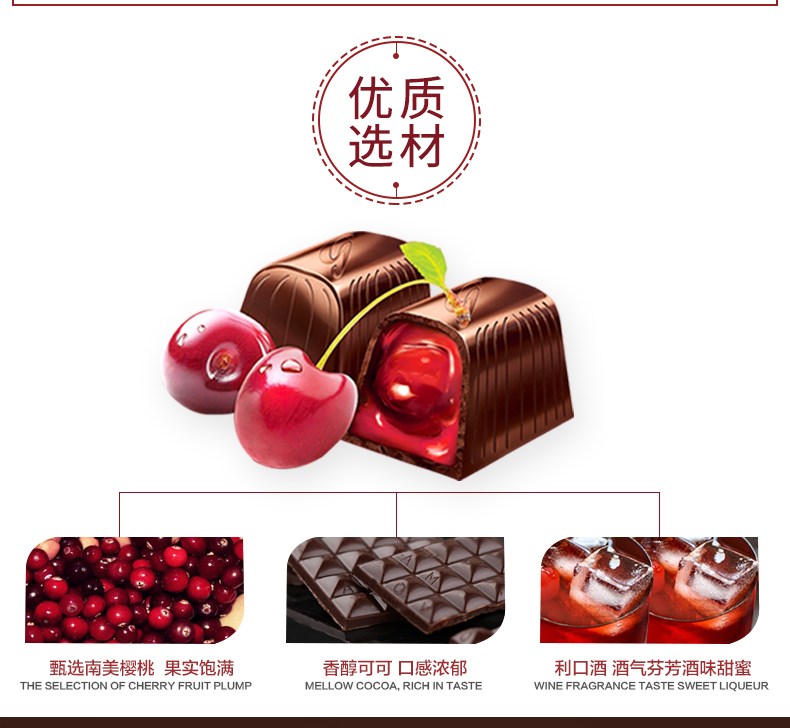 优质
选材
甄选南美樱桃 果实饱满
THE SELECTION OF CHERRY FRUIT PLUMP
香醇可可 口感浓郁
MELLOW COCOA, RICH IN TASTE
利口酒 酒气芬芳酒味甜蜜
WINE FRAGRANCE TASTE SWEET LIQUEUR